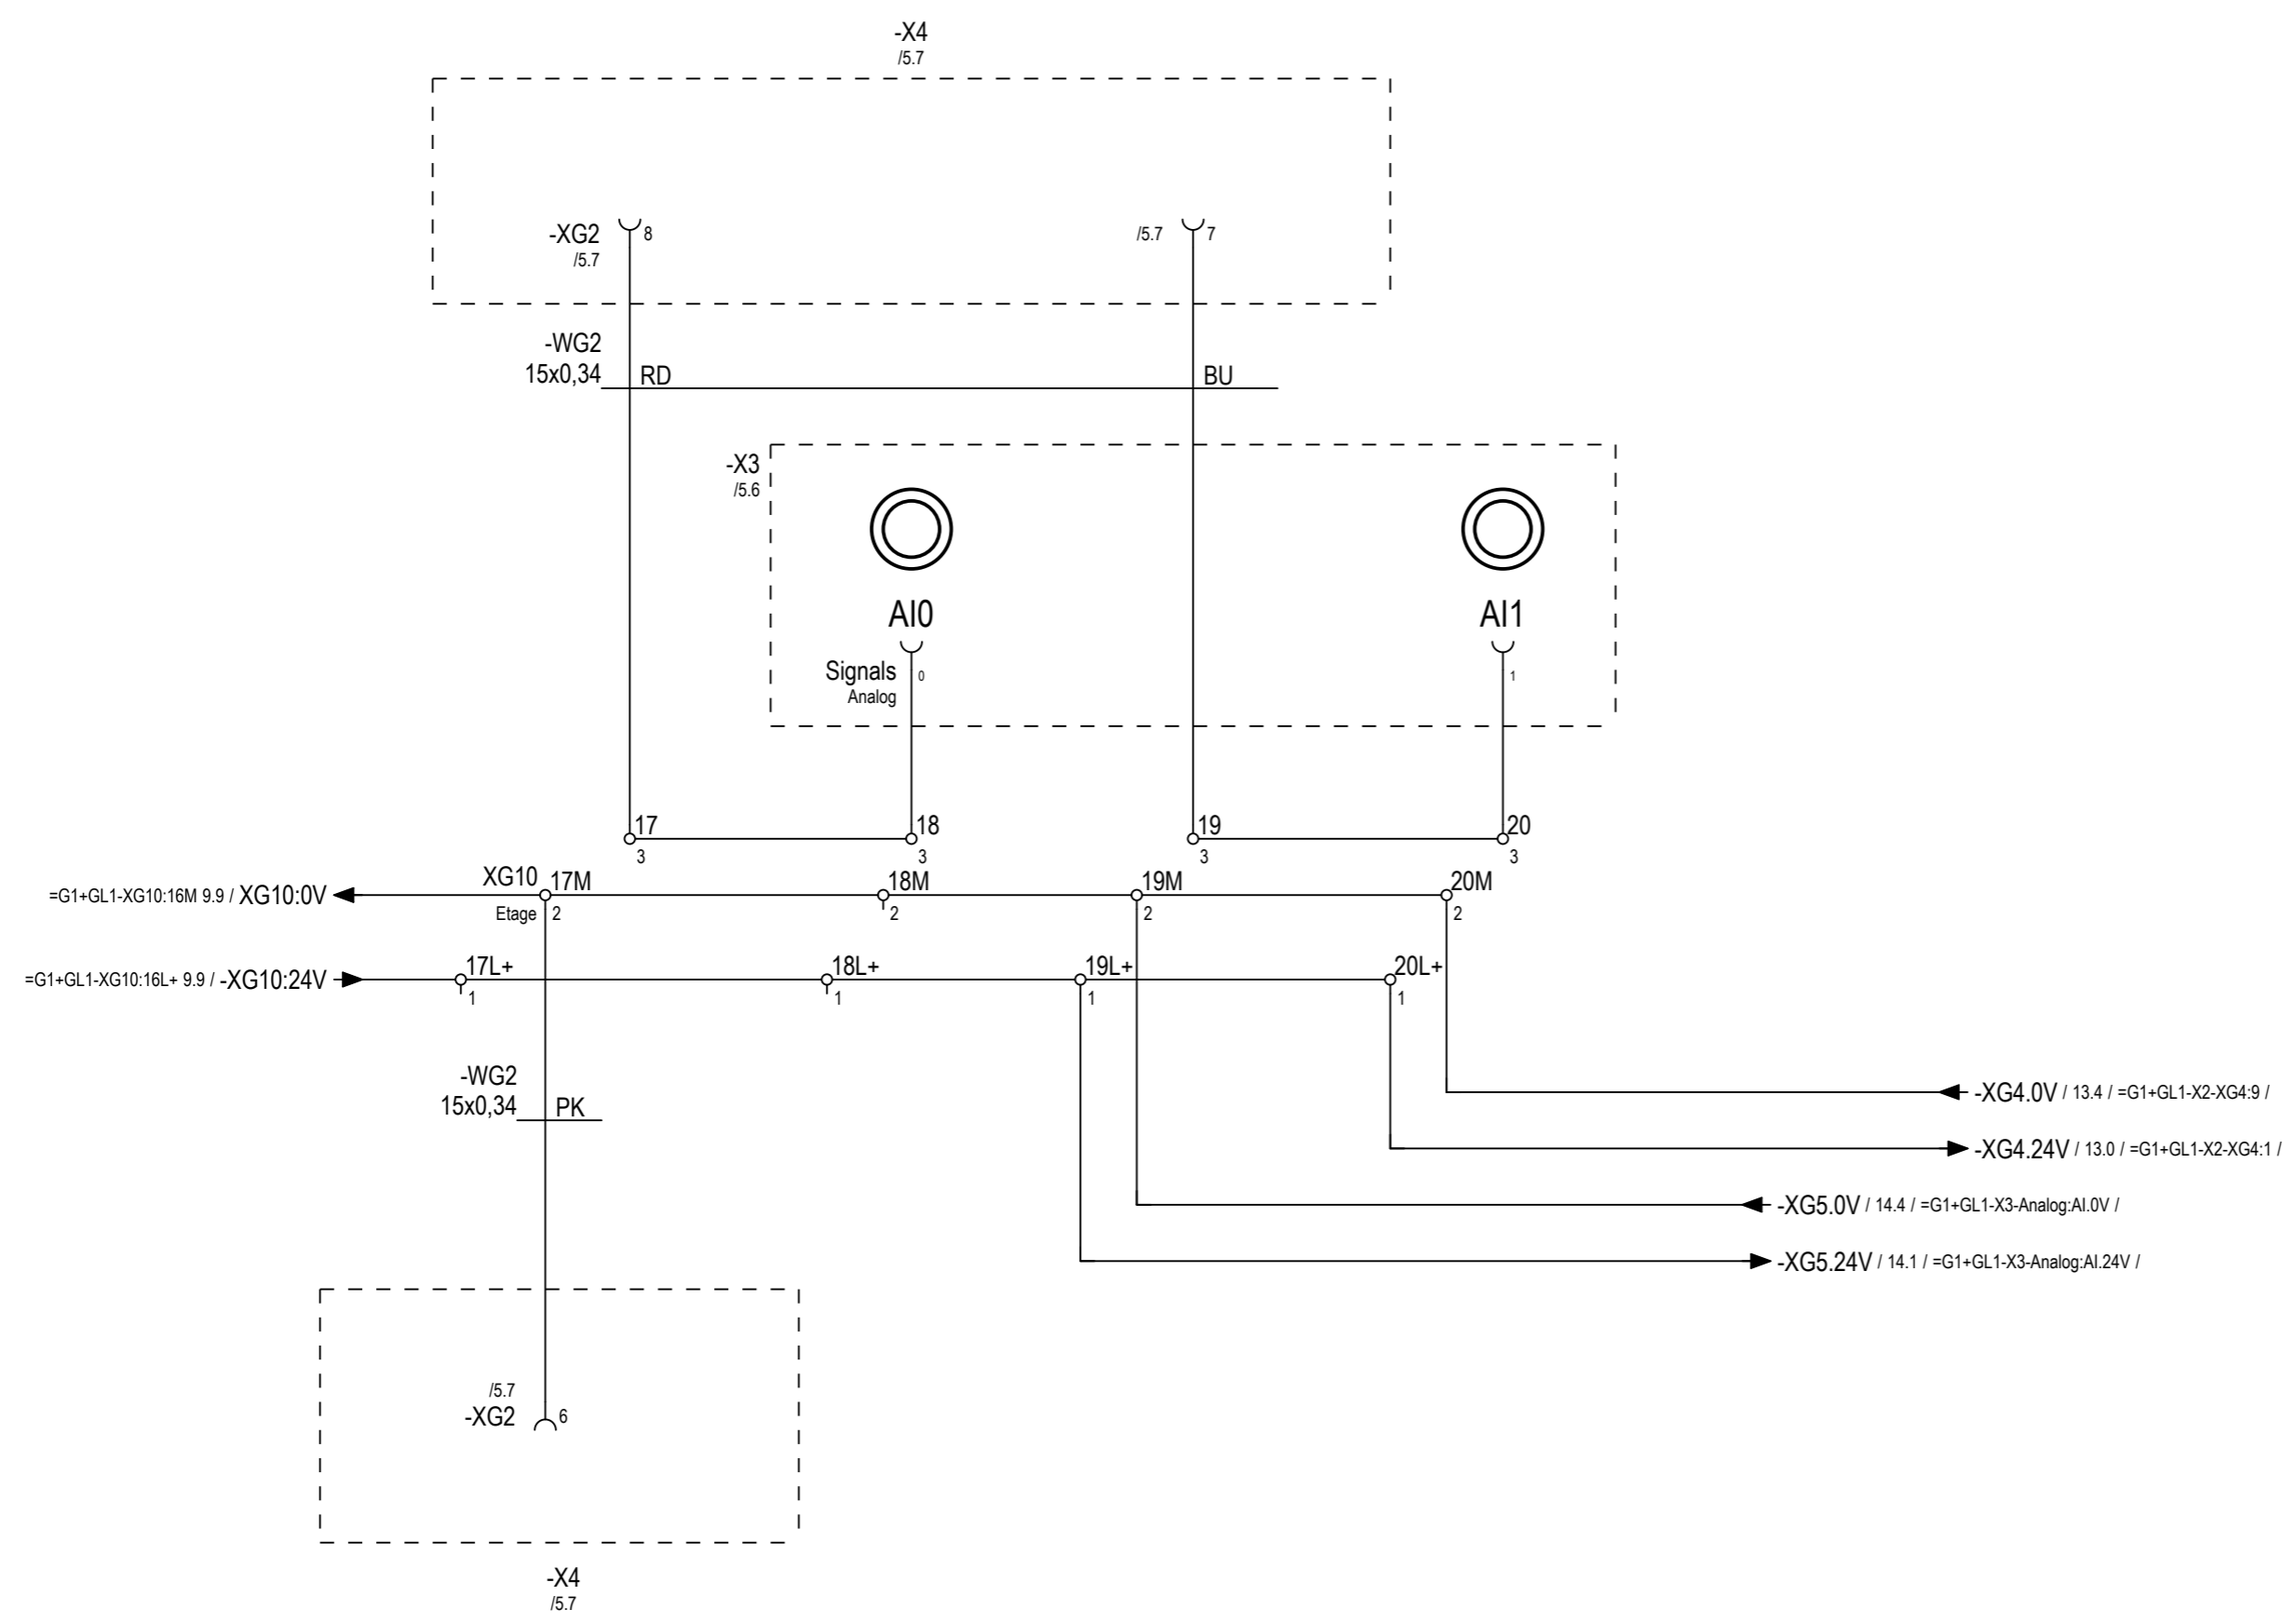 -X4
/5.7
-XG2
/5.7
8
/5.7
7
-WG2
15x0,34
RD
BU
-X3
/5.6
AI0
AI1
Signals
Analog
0
1
17
3
18
3
19
3
20
3
=G1+GL1-XG10:16M 9.9 / XG10:0V
XG10
Etage
17M
2
18M
2
19M
2
20M
2
=G1+GL1-XG10:16L+ 9.9 / -XG10:24V
17L+
1
18L+
1
19L+
1
20L+
1
-WG2
15x0,34
PK
-XG4.0V / 13.4 / =G1+GL1-X2-XG4:9 /
-XG4.24V / 13.0 / =G1+GL1-X2-XG4:1 /
-XG5.0V / 14.4 / =G1+GL1-X3-Analog:AI.0V /
-XG5.24V / 14.1 / =G1+GL1-X3-Analog:AI.24V /
/5.7
-XG2
6
-X4
/5.7